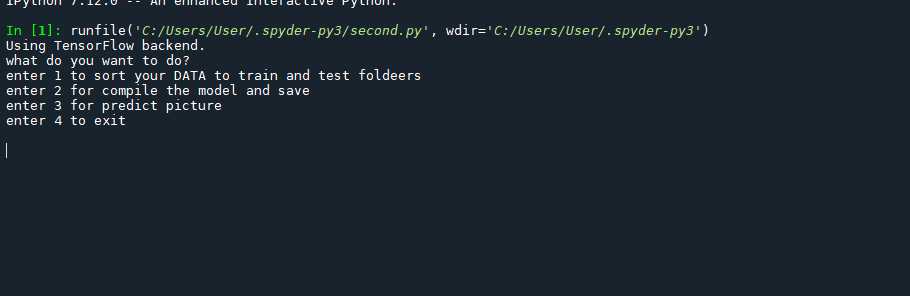 IPython 7.12.0 -- An enhanced Interactive Python.
In [1]: runfile('C:/Users/User/.spyder-py3/second.py', wdir='C:/Users/User/.spyder-py3')
Using TensorFlow backend.
what do you want to do?
enter 1 to sort your DATA to train and test foldeers
enter 2 for compile the model and save
enter 3 for predict picture
enter 4 to exit